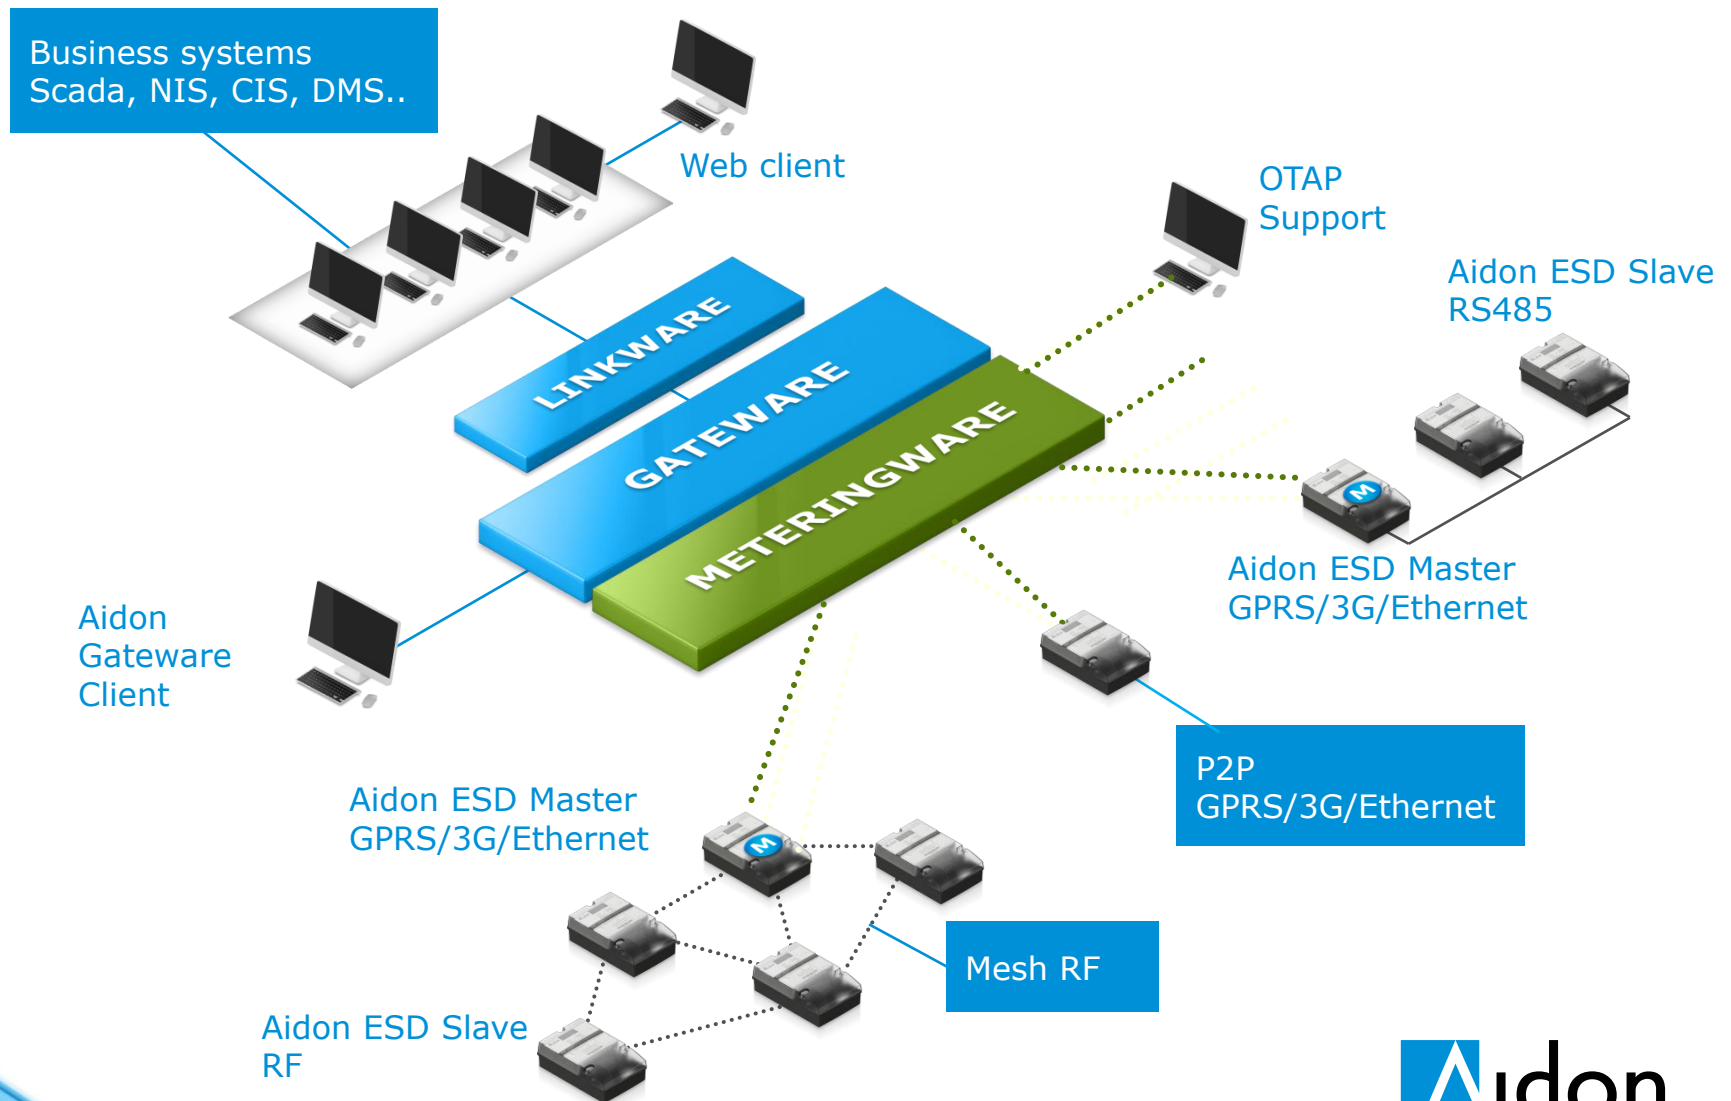 Business systems
Scada, NIS, CIS, DMS..
Web client
OTAP
Support
Aidon ESD Slave
RS485
LINKWARE
GATEWARE
METERINGWARE
M
Aidon ESD Master
GPRS/3G/Ethernet
Aidon
Gateware
Client
P2P
GPRS/3G/Ethernet
Aidon ESD Master
GPRS/3G/Ethernet
M
Mesh RF
Aidon ESD Slave
RF
Aidon